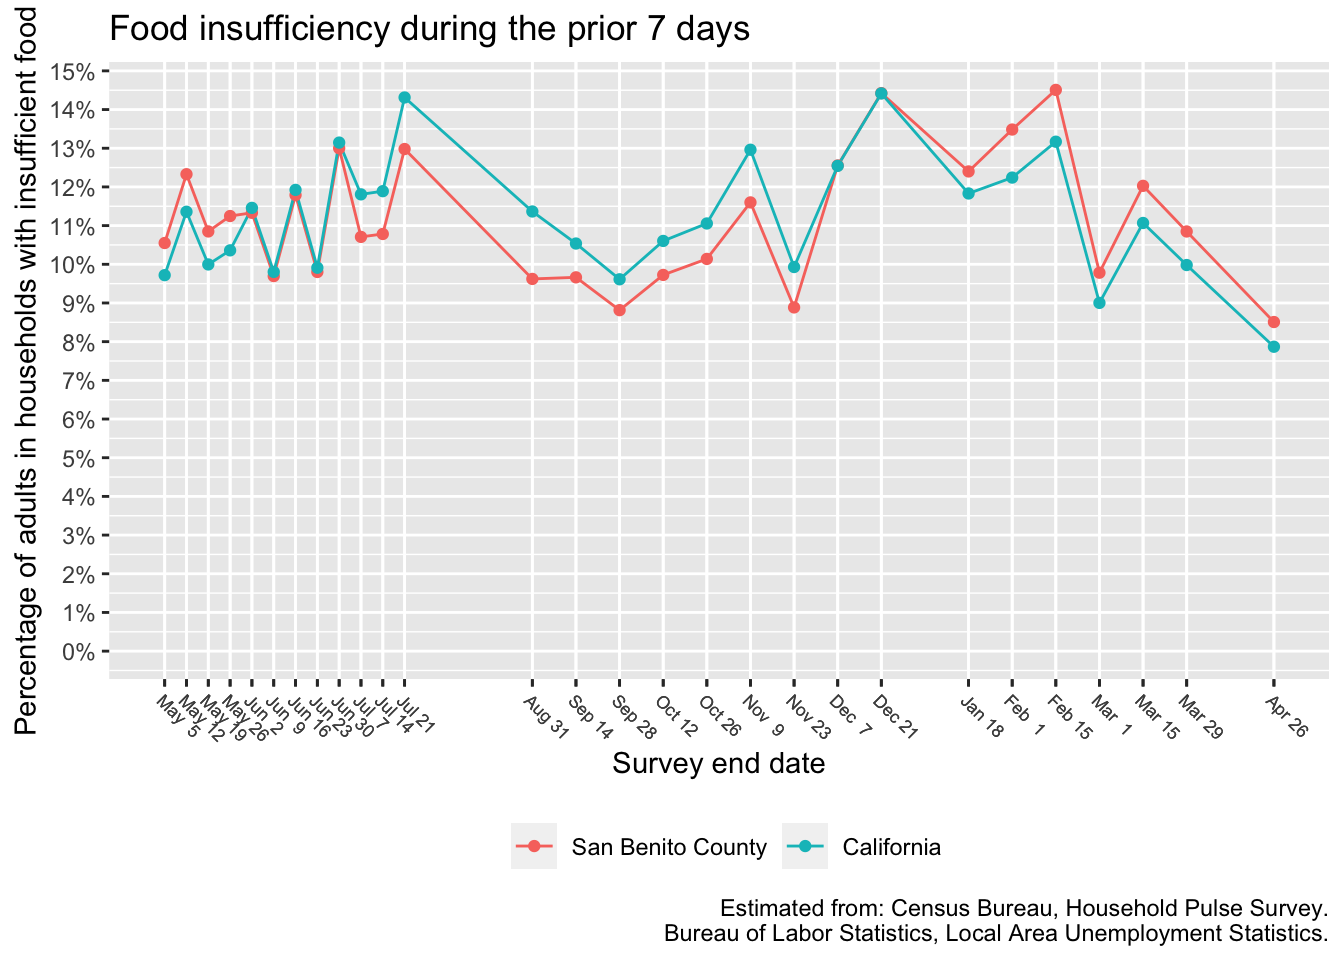 Food insufficiency during the prior 7 days
Percentage of adults in households with insufficient food
15%
14%
13%
12%
11%
10%
9%
8%
7%
6%
5%
4%
3%
2%
1%
0%
May 5
May 12
May 19
May 26
Jun 2
Jun 9
Jun 16
Jun 23
Jun 30
Jul 7
Jul 14
Jul 21
Aug 31
Sep 14
Sep 28
Oct 12
Oct 26
Nov 9
Nov 23
Dec 7
Dec 21
Jan 18
Feb 1
Feb 15
Mar 1
Mar 15
Mar 29
Apr 26
Survey end date
San Benito County
California
Estimated from: Census Bureau, Household Pulse Survey.
Bureau of Labor Statistics, Local Area Unemployment Statistics.